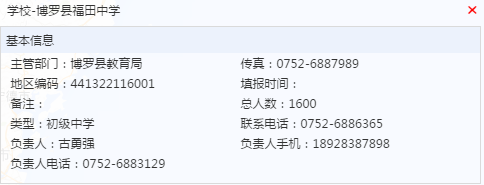 学校-博罗县福田中学
基本信息
主管部门：博罗县教育局 传真：0752-6887989
地区编码：441322116001 填报时间：
备注： 总人数：1600
类型：初级中学 联系电话：0752-6886365
负责人：古勇强 负责人手机：18928387898
负责人电话：0752-6883129